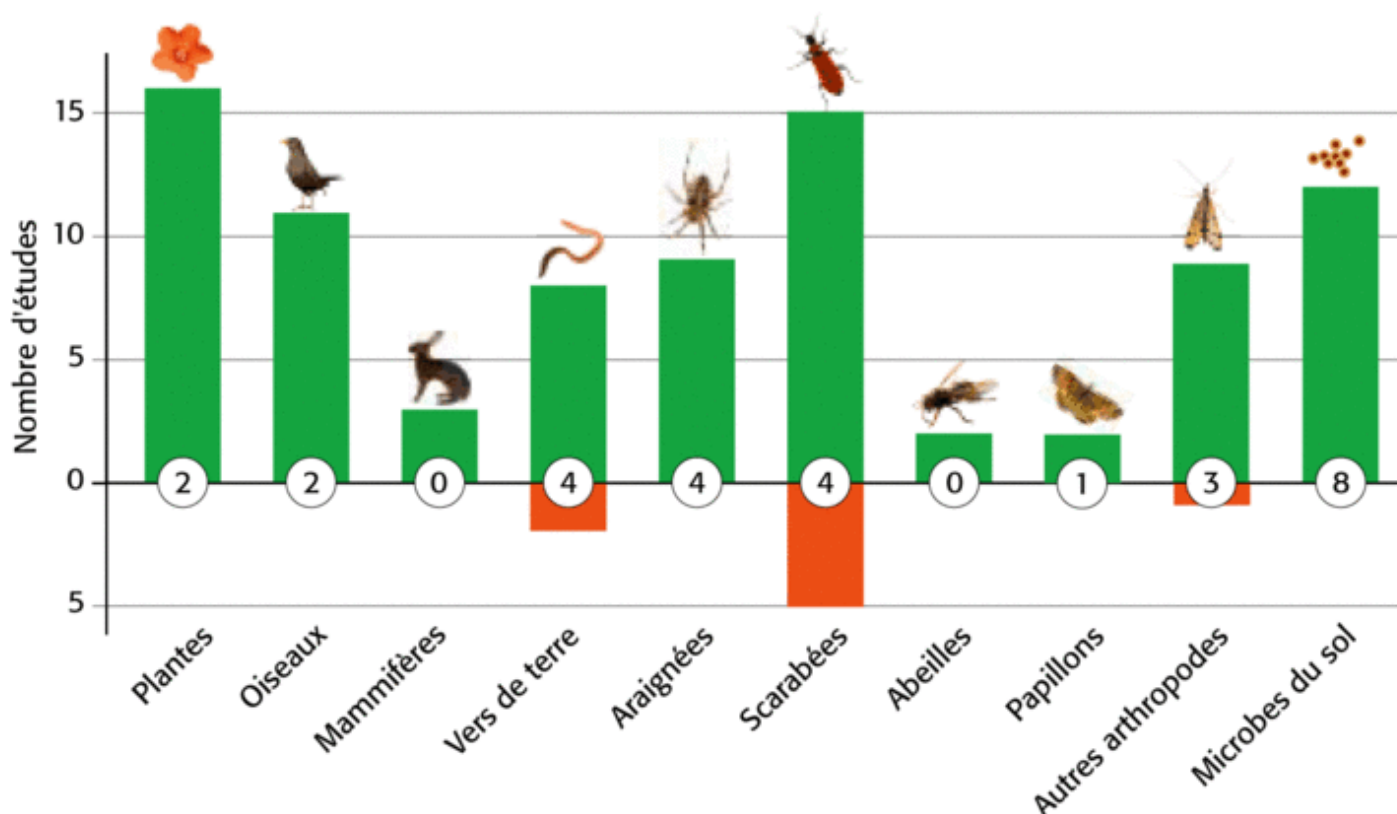 Nombre d'études
15
10
5
0
5
2
2
0
4
4
4
0
1
3
8
Plantes
Oiseaux
Mammifères
Vers de terre
Araignées
Scarabées
Abeilles
Papillons
Autres arthropodes
Microbes du sol